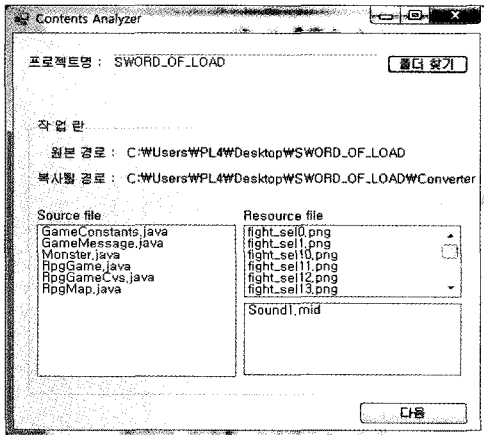 Contents Analyzer
프로젝트명 : SWORD_OF_LOAD
폴더 찾기
작 업 란
원본 경로 : C:₩Users₩PL4₩Desktop₩SWORD_OF_LOAD
복사될 경로 : C:₩Users₩PL4₩Desktop₩SWORD_OF_LOAD₩Converter
Source file
GameConstants.java
GameMessage.java
Monster.java
RpgGame.java
RpgGameCvs.java
RpgMap.java
Resource file
fight_sel0.png
fight_sel1.png
fight_sel10.png
fight_sel11.png
fight_sel12.png
fight_sel13.png
Sound1.mid
다음